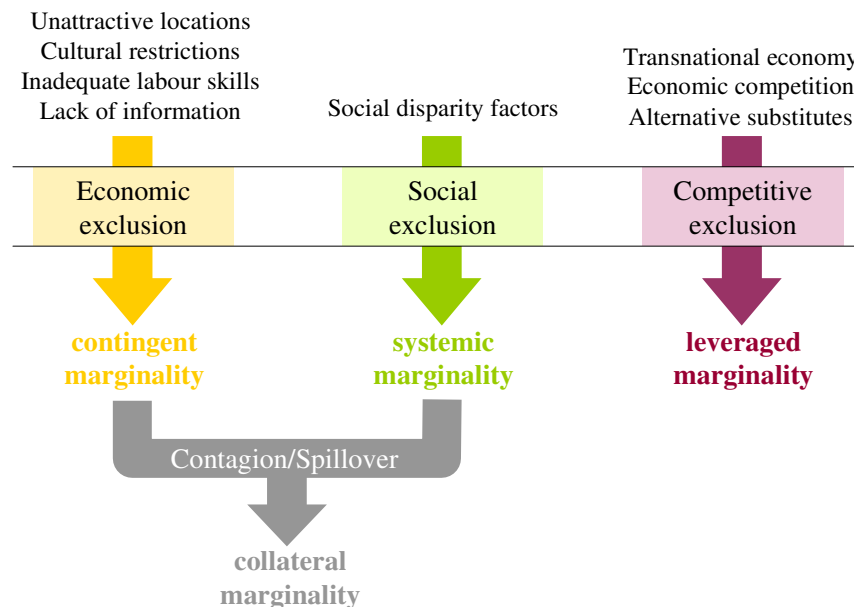 Unattractive locations
Cultural restrictions
Inadequate labour skills
Lack of information
Social disparity factors
Transnational economy
Economic competition
Alternative substitutes
Economic
exclusion
Social
exclusion
Competitive
exclusion
contingent
marginality
systemic
marginality
leveraged
marginality
Contagion/Spillover
collateral
marginality